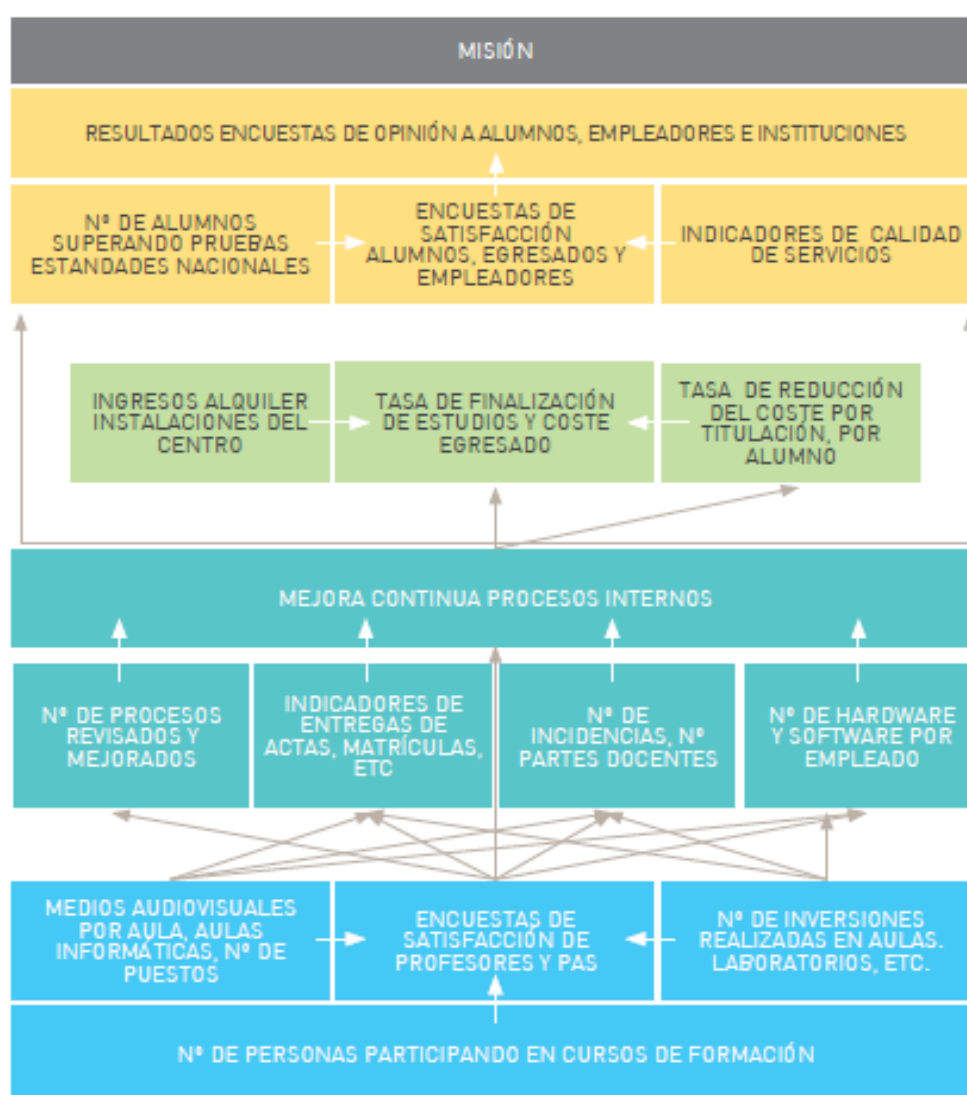 MISIÓN
RESULTADOS ENCUESTAS DE OPINIÓN A ALUMNOS, EMPLEADORES E INSTITUCIONES
Nº DE ALUMNOS
SUPERANDO PRUEBAS
ESTANDADES NACIONALES
ENCUESTAS DE
SATISFACCIÓN
ALUMNOS, EGRESADOS Y
EMPLEADORES
INDICADORES DE CALIDAD
DE SERVICIOS
INGRESOS ALQUILER
INSTALACIONES DEL
CENTRO
TASA DE FINALIZACIÓN
DE ESTUDIOS Y COSTE
EGRESADO
TASA DE REDUCCIÓN
DEL COSTE POR
TITULACIÓN, POR
ALUMNO
MEJORA CONTINUA PROCESOS INTERNOS
Nº DE PROCESOS
REVISADOS Y
MEJORADOS
INDICADORES DE
ENTREGAS DE
ACTAS, MATRÍCULAS,
ETC
Nº DE
INCIDENCIAS, Nº
PARTES DOCENTES
Nº DE HARDWARE
Y SOFTWARE POR
EMPLEADO
MEDIOS AUDIOVISUALES
POR AULA, AULAS
INFORMÁTICAS, Nº DE
PUESTOS
ENCUESTAS DE
SATISFACCIÓN DE
PROFESORES Y PAS
Nº DE INVERSIONES
REALIZADAS EN AULAS.
LABORATORIOS, ETC.
Nº DE PERSONAS PARTICIPANDO EN CURSOS DE FORMACIÓN